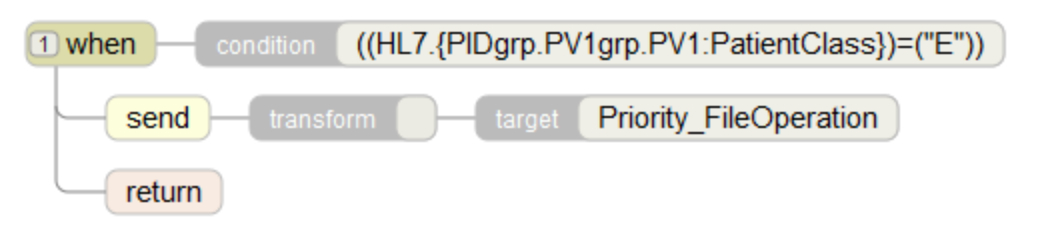 1 when condition ((HL7.{PIDgrp.PV1grp.PV1:PatientClass})=("E"))
send transform target Priority_FileOperation
return